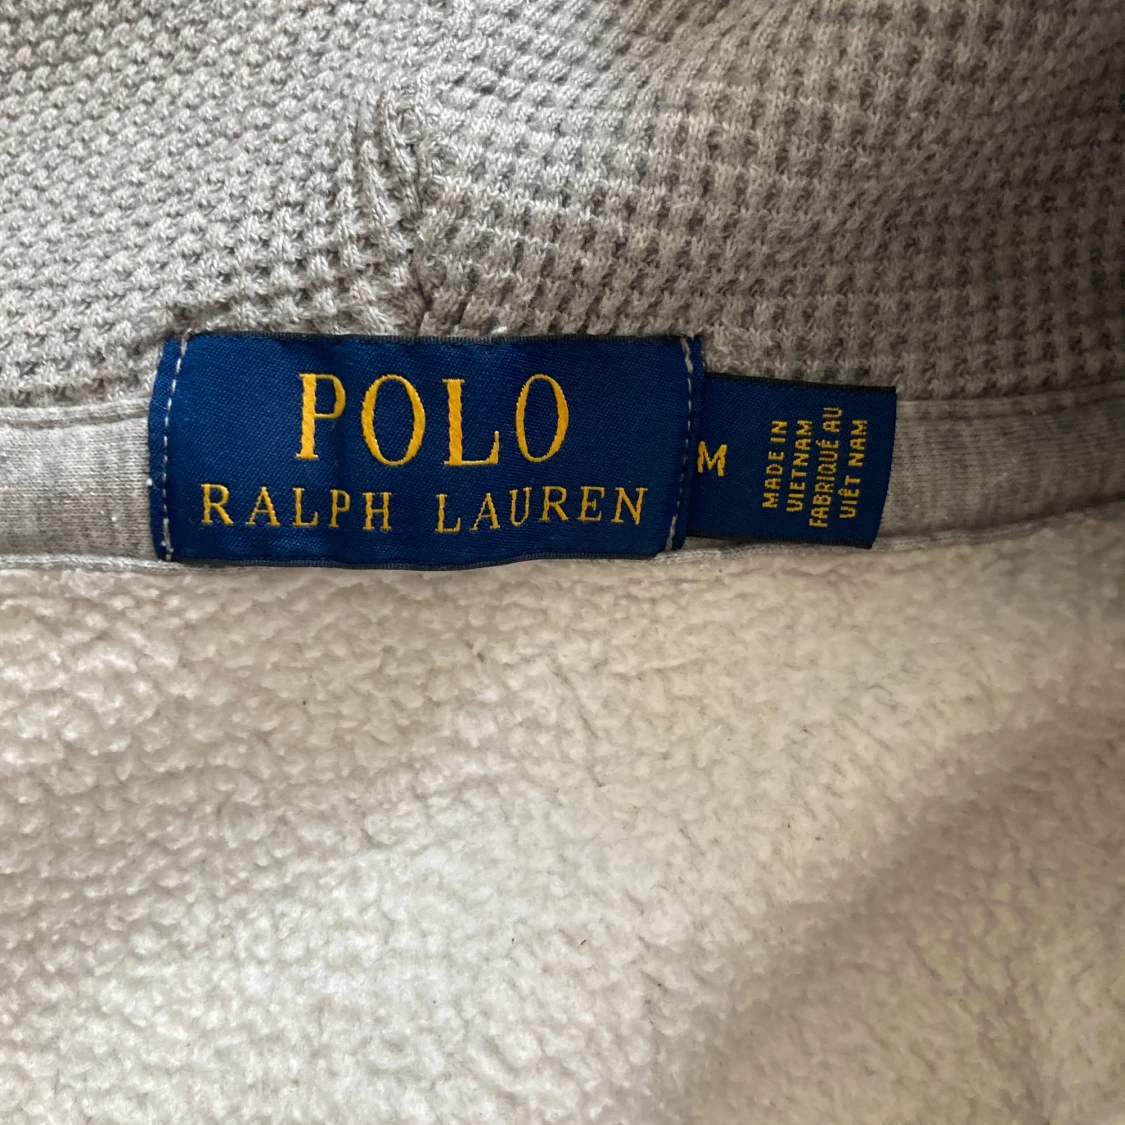 POLO
RALPH LAUREN
M
MADE IN
VIETNAM
FABRIQUÉ AU
VIÊT NAM